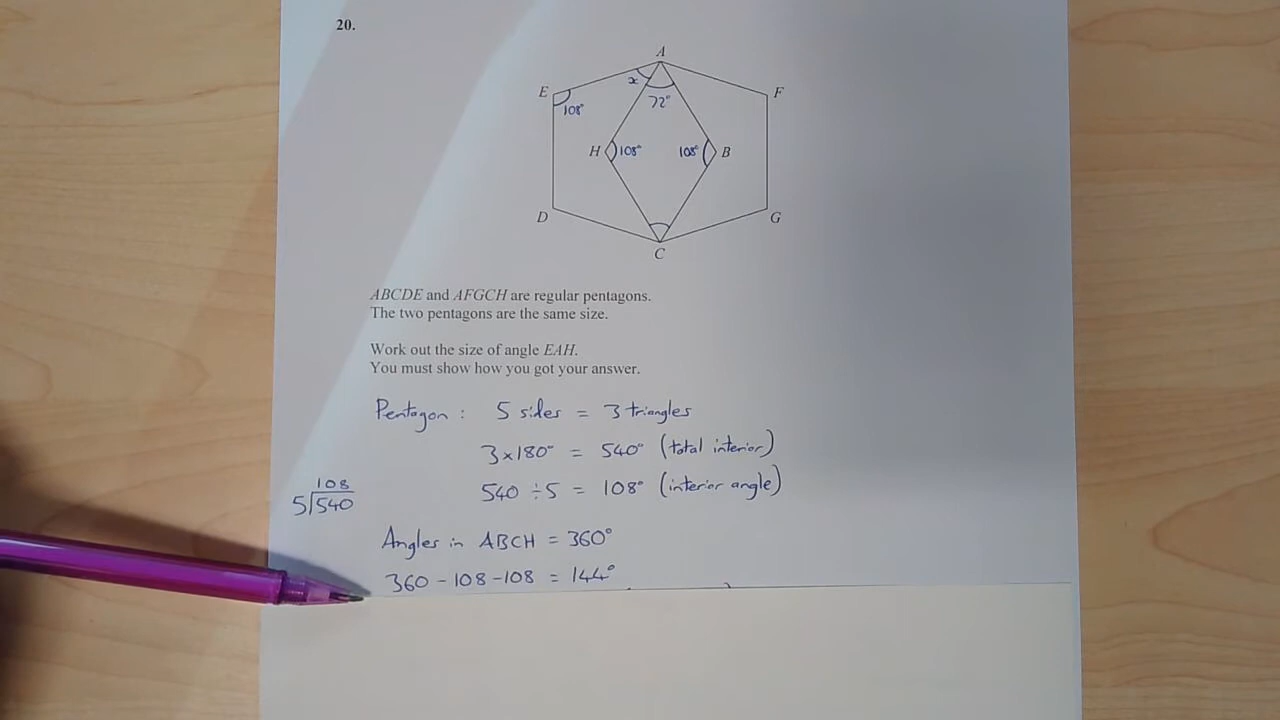 20.
A
x
E
72°
F
108°
H
108°
108°
B
D
G
C
ABCDE and AFGCH are regular pentagons.
The two pentagons are the same size.
Work out the size of angle EAH.
You must show how you got your answer.
Pentagon : 5 sides = 3 triangles
3 × 180° = 540° (total interior)
540 ÷ 5 = 108° (interior angle)
108
5 540
Angles in ABCH = 360°
360 - 108 - 108 = 144°